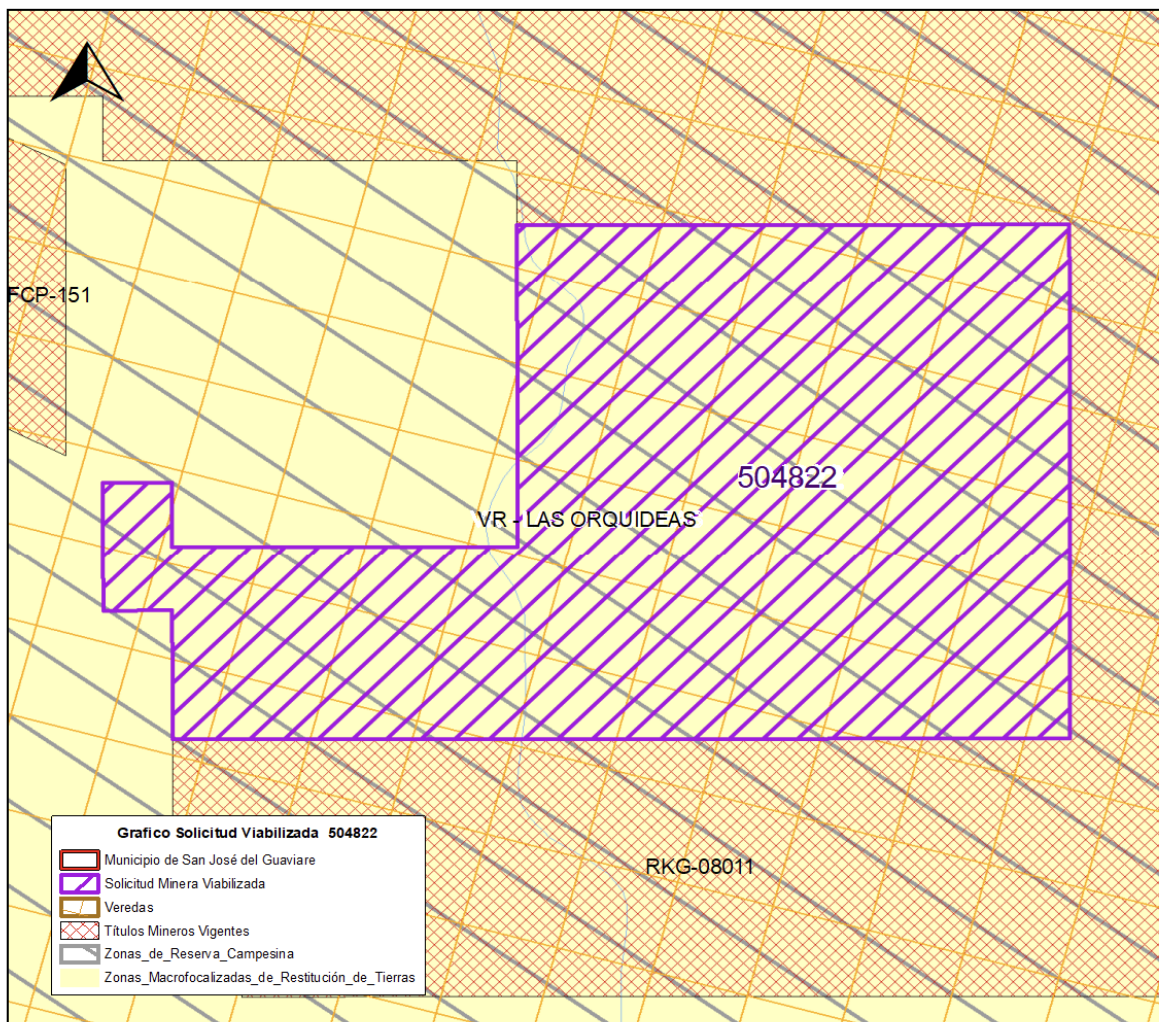 FCP-151
504822
VR - LAS ORQUIDEAS
RKG-08011
Grafico Solicitud Viabilizada 504822
Municipio de San José del Guaviare
Solicitud Minera Viabilizada
Veredas
Títulos Mineros Vigentes
Zonas_de_Reserva_Campesina
Zonas_Macrofocalizadas_de_Restitución_de_Tierras